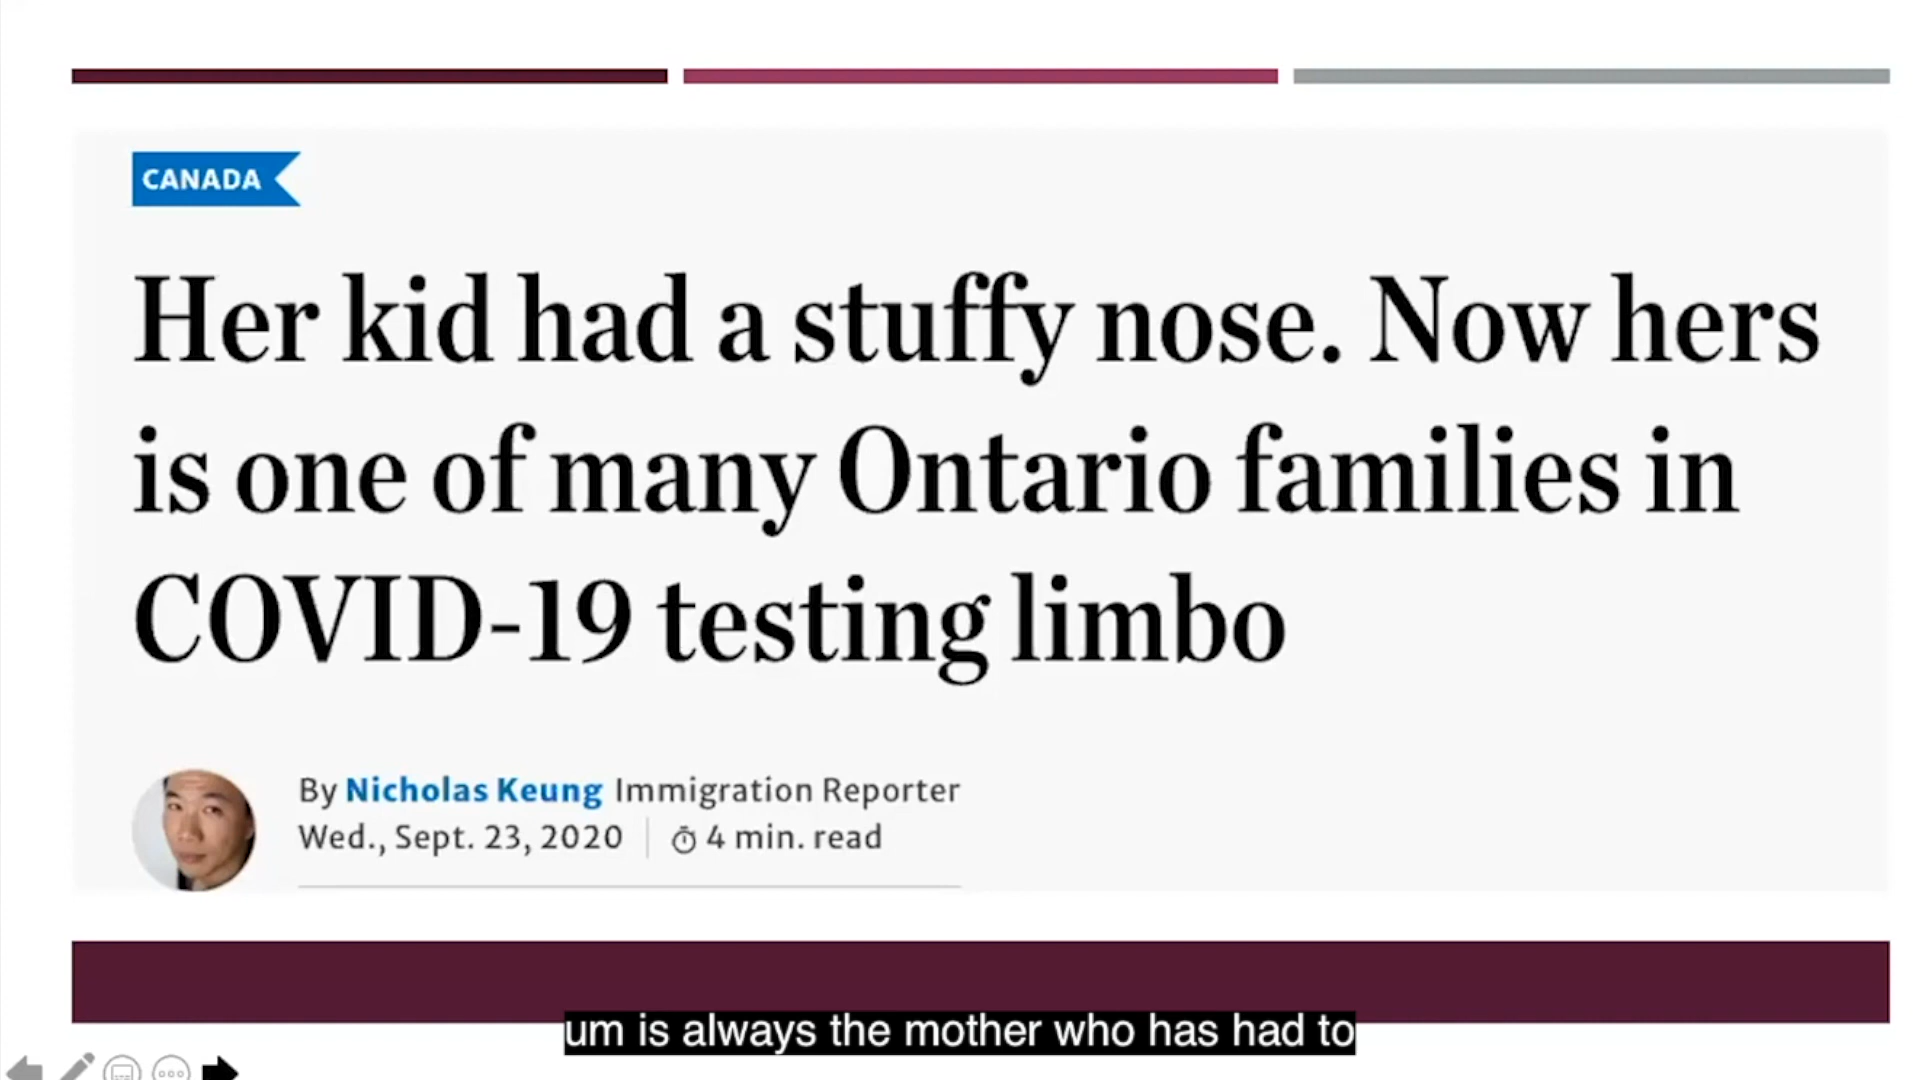 CANADA
Her kid had a stuffy nose. Now hers
is one of many Ontario families in
COVID-19 testing limbo
By Nicholas Keung Immigration Reporter
Wed., Sept. 23, 2020 | 4 min. read
um is always the mother who has had to